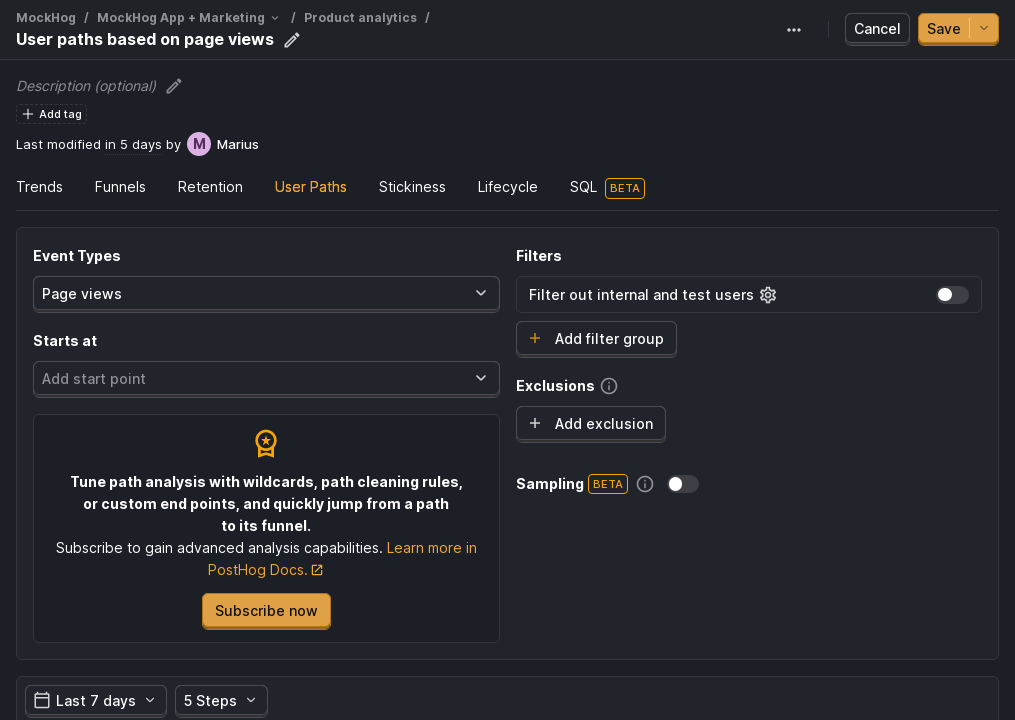 MockHog / MockHog App + Marketing / Product analytics /
User paths based on page views
Cancel
Save
Description (optional)
Add tag
Last modified in 5 days by M Marius
Trends Funnels Retention User Paths Stickiness Lifecycle SQL BETA
Event Types
Page views
Starts at
Add start point
Tune path analysis with wildcards, path cleaning rules,
or custom end points, and quickly jump from a path
to its funnel.
Subscribe to gain advanced analysis capabilities. Learn more in
PostHog Docs.
Subscribe now
Filters
Filter out internal and test users
Add filter group
Exclusions
Add exclusion
Sampling BETA
Last 7 days
5 Steps